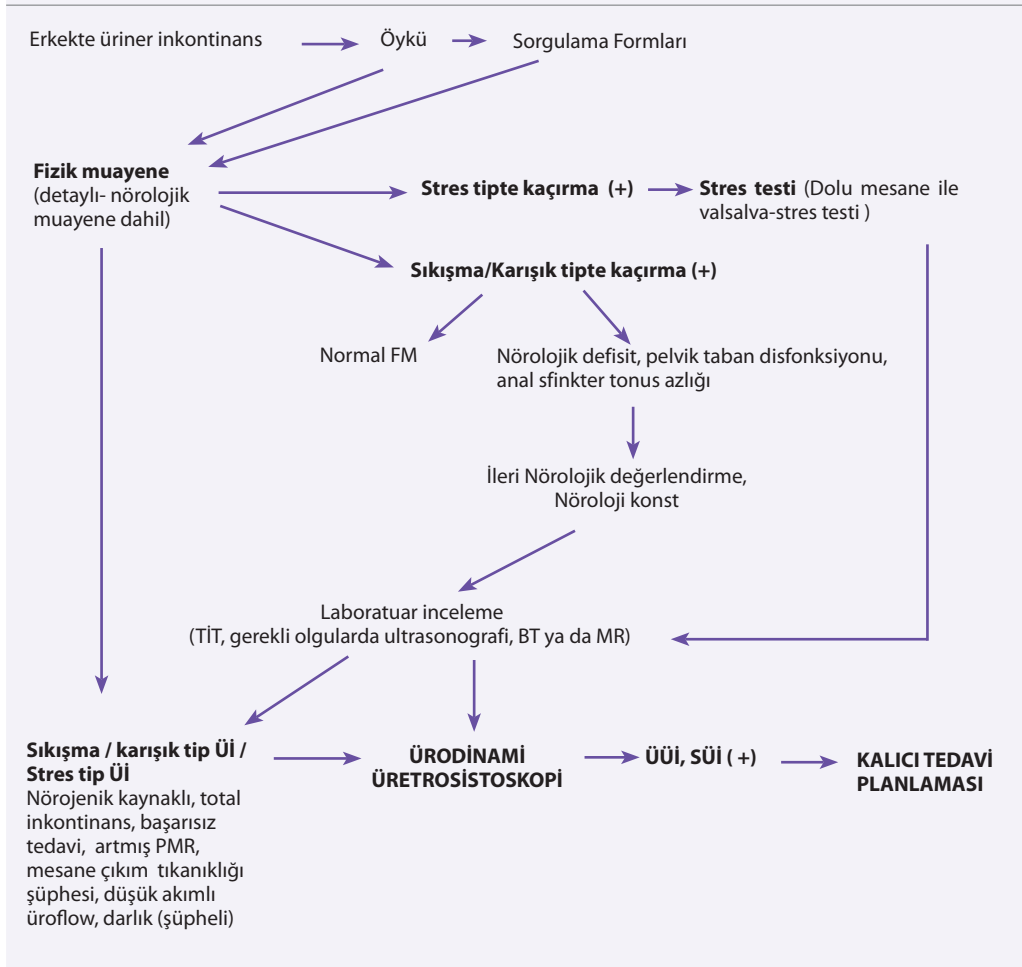 Erkekte üriner inkontinans
Öykü
Sorgulama Formları
Fizik muayene
(detaylı- nörolojik
muayene dahil)
Stres tipte kaçırma (+)
Stres testi (Dolu mesane ile
valsalva-stres testi )
Sıkışma/Karışık tipte kaçırma (+)
Normal FM
Nörolojik defisit, pelvik taban disfonksiyonu,
anal sfinkter tonus azlığı
İleri Nörolojik değerlendirme,
Nöroloji konst
Laboratuar inceleme
(TİT, gerekli olgularda ultrasonografi, BT ya da MR)
Sıkışma / karışık tip Üİ /
Stres tip Üİ
Nörojenik kaynaklı, total
inkontinans, başarısız
tedavi, artmış PMR,
mesane çıkım tıkanıklığı
şüphesi, düşük akımlı
üroflow, darlık (şüpheli)
ÜRODİNAMİ
ÜRETROSİSTOSKOPİ
ÜÜİ, SÜİ ( +)
KALICI TEDAVİ
PLANLAMASI